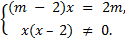 (m − 2)x = 2m,
x(x − 2) ≠ 0.